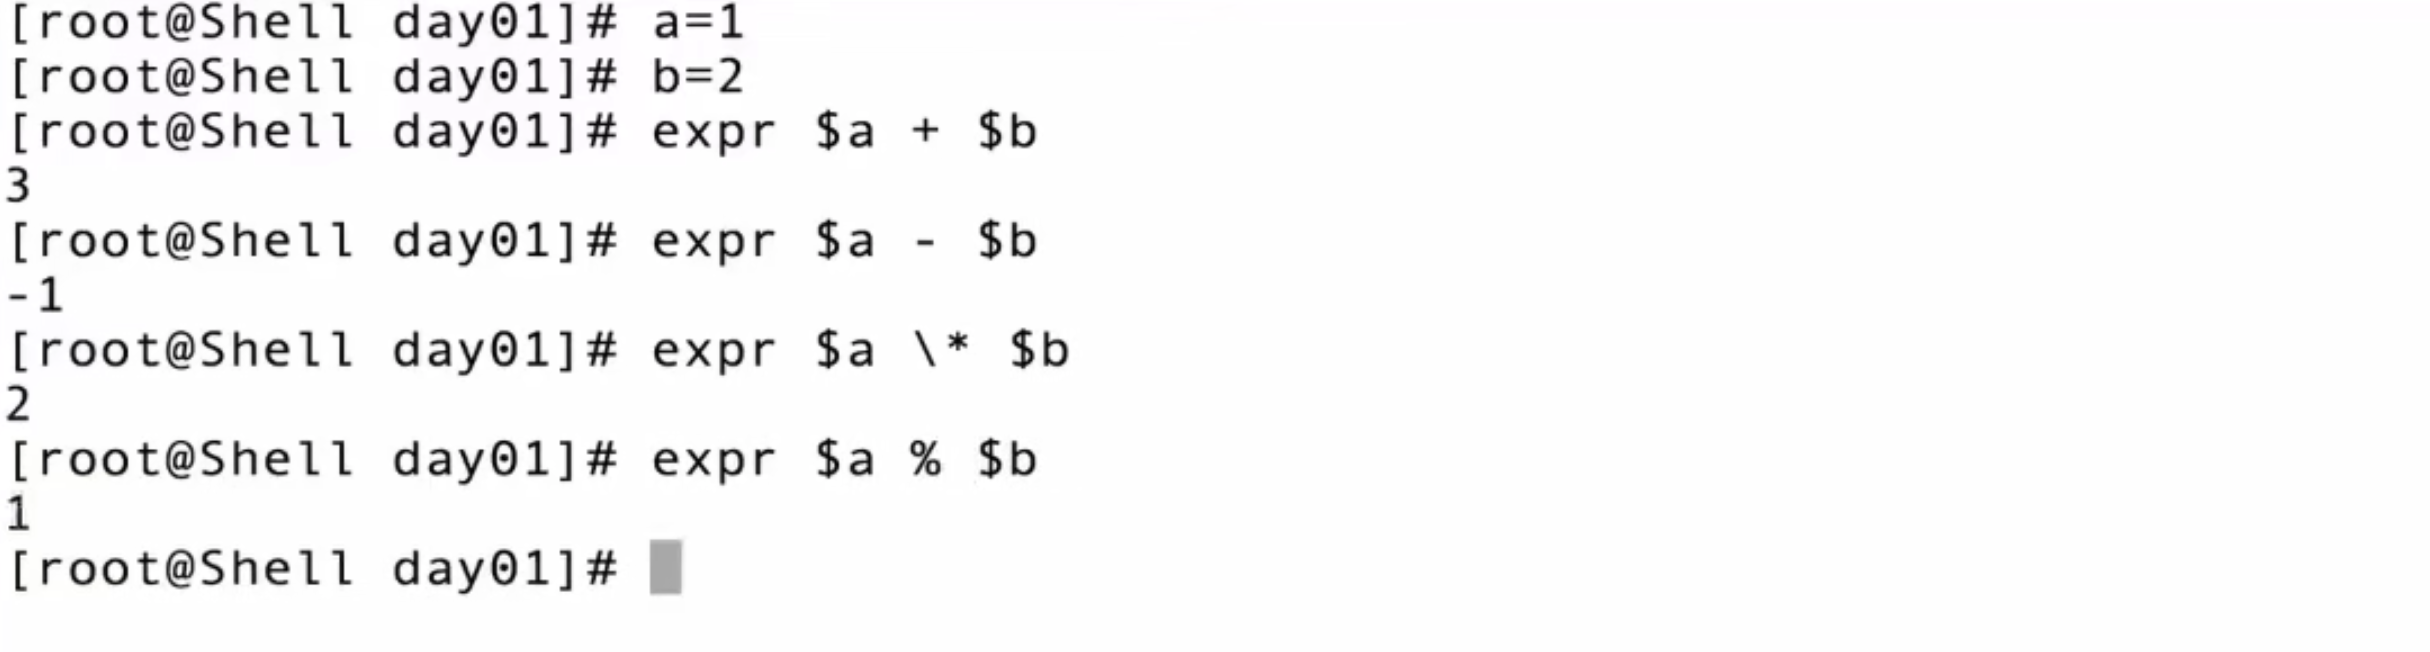 [root@Shell day01]# a=1
[root@Shell day01]# b=2
[root@Shell day01]# expr $a + $b
3
[root@Shell day01]# expr $a - $b
-1
[root@Shell day01]# expr $a \* $b
2
[root@Shell day01]# expr $a % $b
1
[root@Shell day01]#